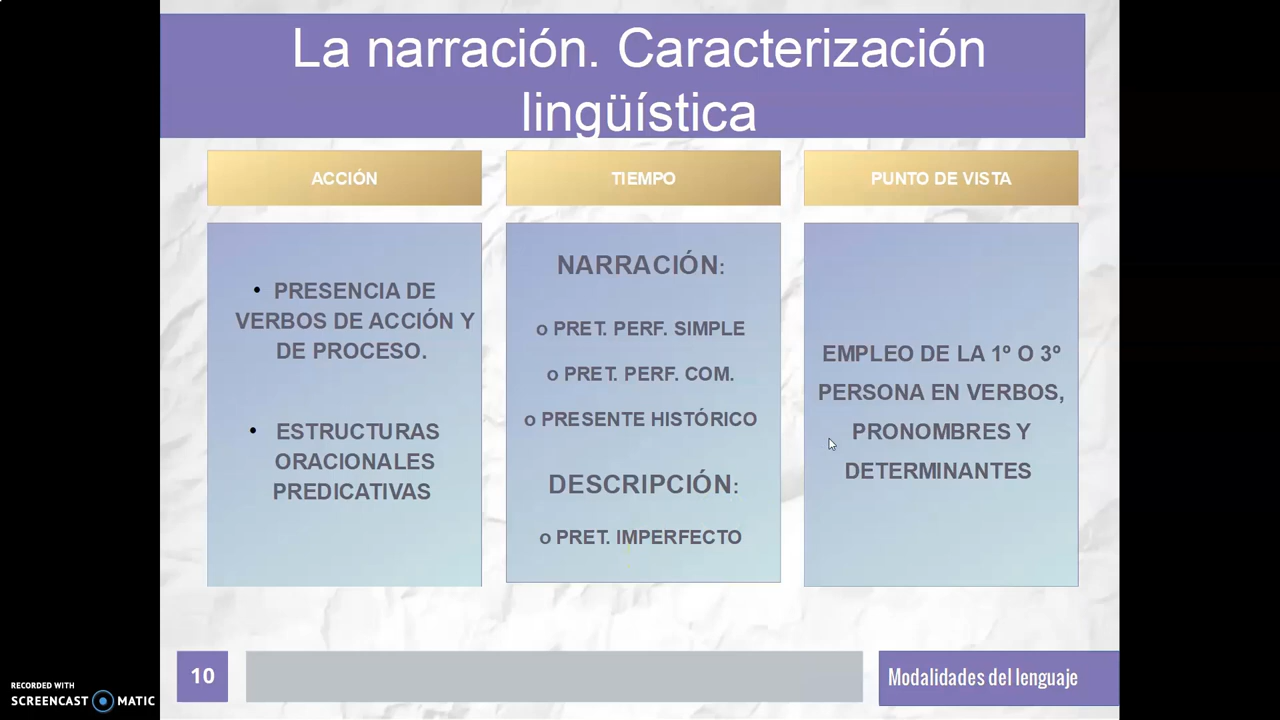 La narración. Caracterización
lingüística
ACCIÓN
• PRESENCIA DE
VERBOS DE ACCIÓN Y
DE PROCESO.
• ESTRUCTURAS
ORACIONALES
PREDICATIVAS
TIEMPO
NARRACIÓN:
o PRET. PERF. SIMPLE
o PRET. PERF. COM.
o PRESENTE HISTÓRICO
DESCRIPCIÓN:
o PRET. IMPERFECTO
PUNTO DE VISTA
EMPLEO DE LA 1º O 3º
PERSONA EN VERBOS,
PRONOMBRES Y
DETERMINANTES
10
Modalidades del lenguaje
RECORDED WITH
SCREENCAST MATIC